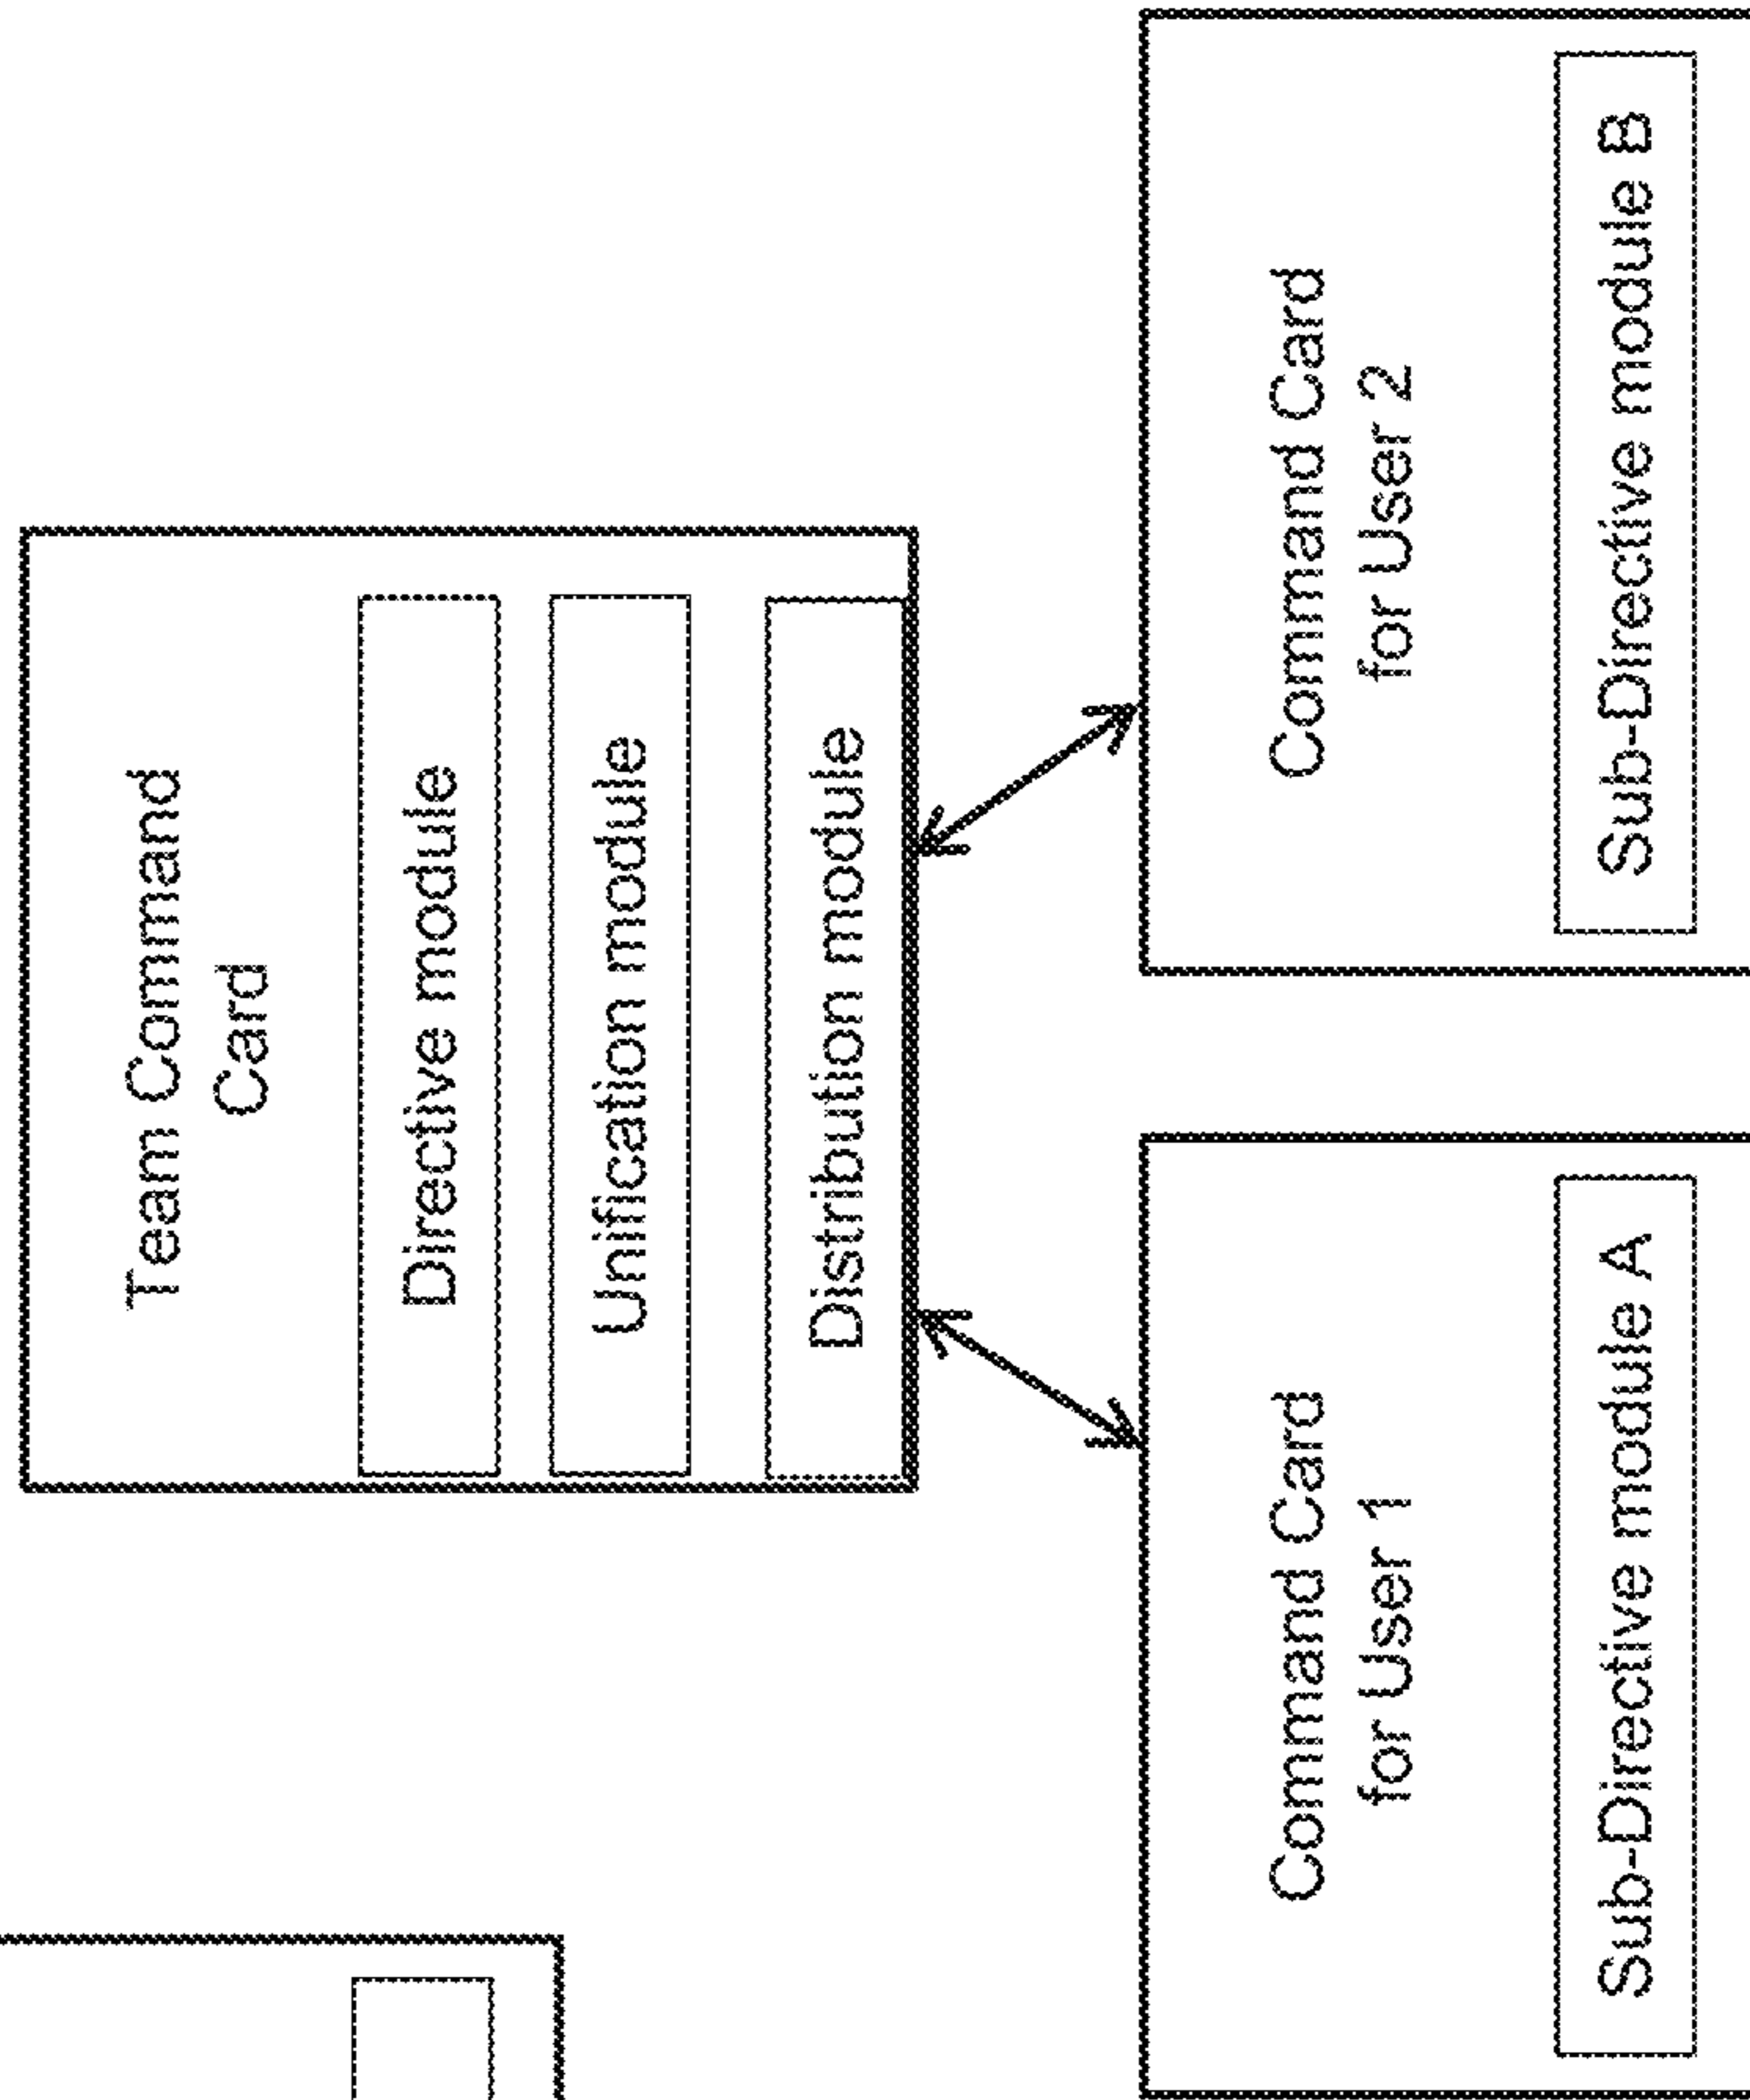 Team Command
Card
Directive module
Unification module
Distribution module
Command Card
for User 1
Sub-Directive module A
Command Card
for User 2
Sub-Directive module B